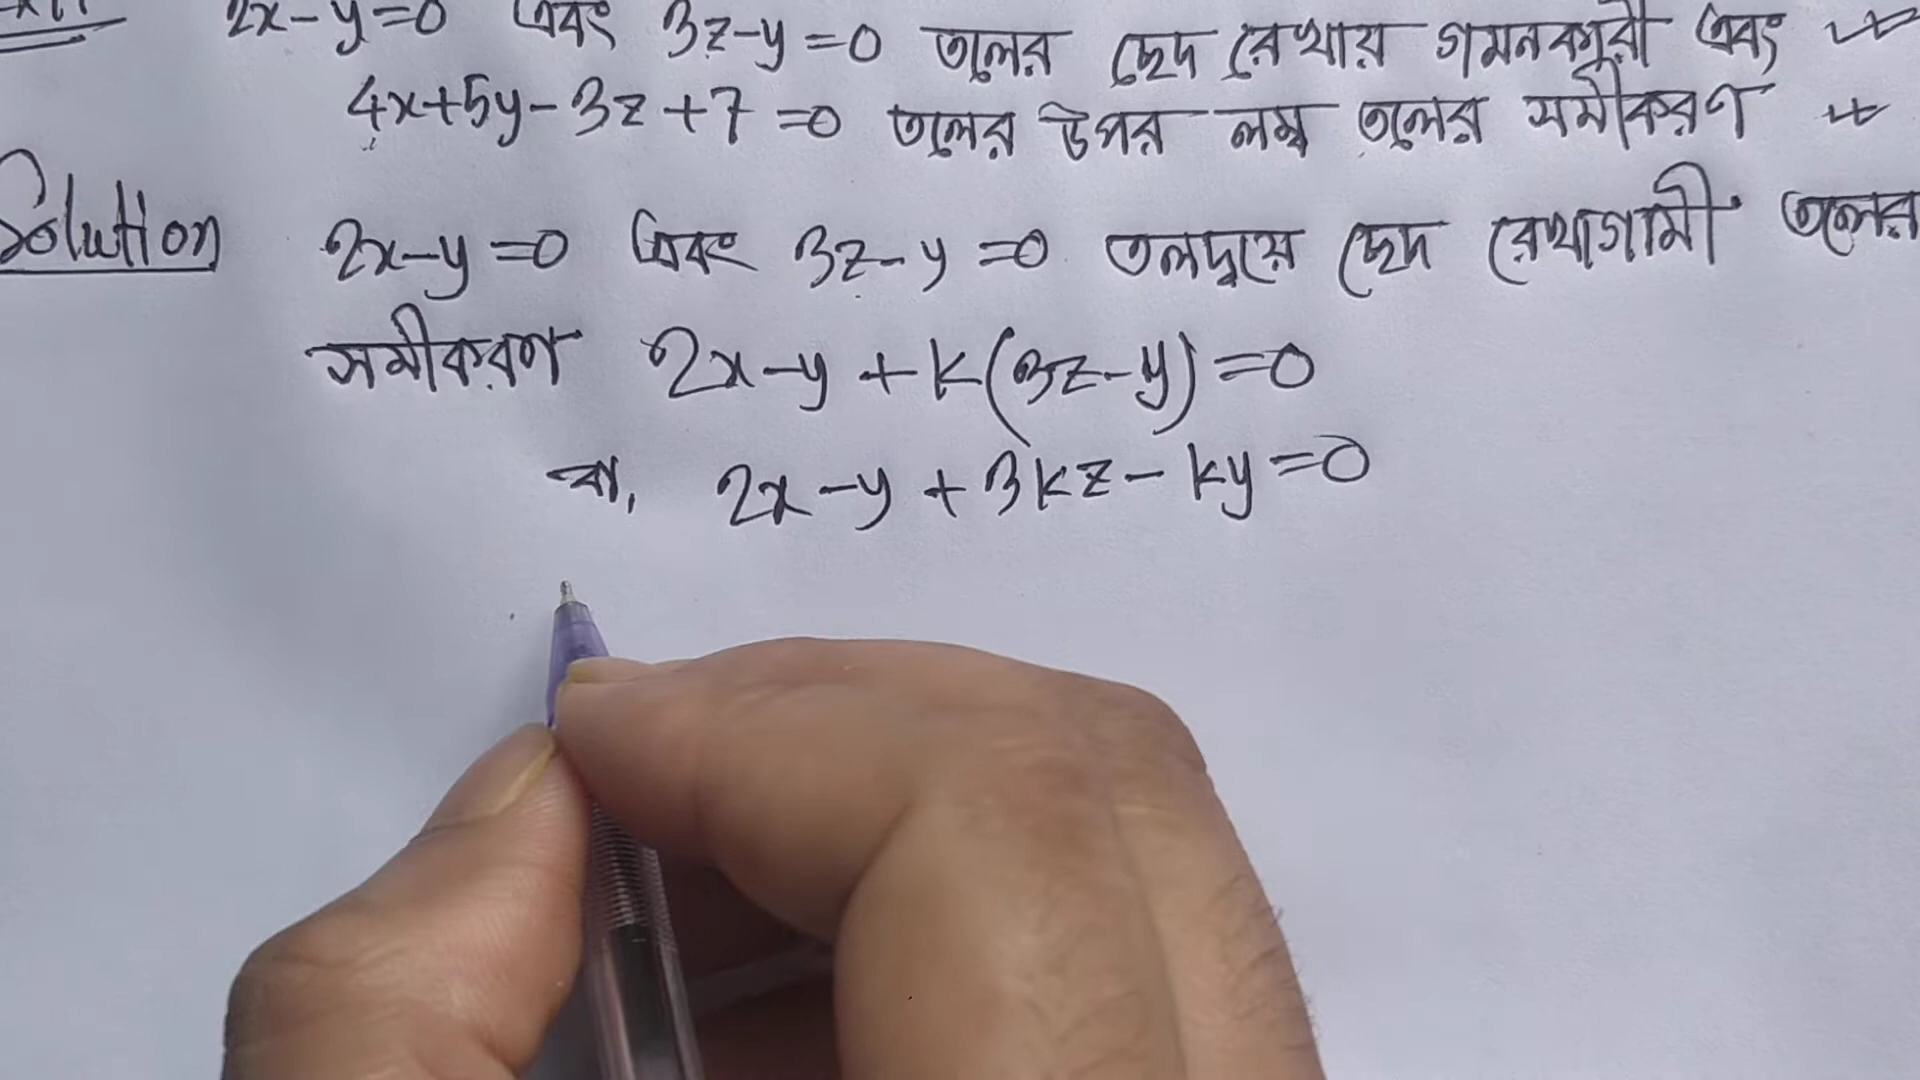 2x-y=0 এবং 3z-y=0 তলের ছেদ রেখায় গমনকারী এবং
4x+5y-3z+7=0 তলের উপর লম্ব তলের সমীকরণ
Solution 2x-y=0 এবং 3z-y=0 তলদ্বয়ে ছেদ রেখাগামী তলের
সমীকরণ 2x-y+k(3z-y)=0
বা, 2x-y+3kz-ky=0